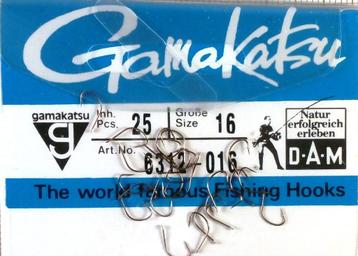 Gamakatsu
gamakatsu
g
Inh. Pcs. 25 Größe Size 16
Art. No. 6312-016
Natur
erfolgreich
erleben
D·A·M
The world famous Fishing Hooks